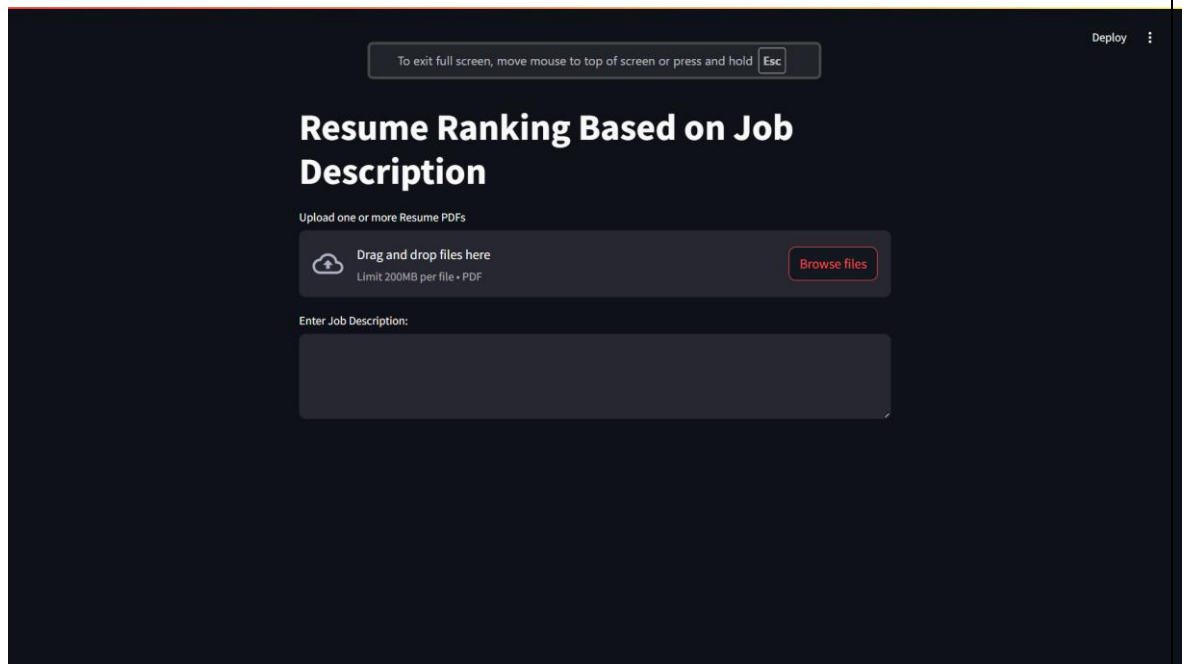 Deploy
To exit full screen, move mouse to top of screen or press and hold Esc
Resume Ranking Based on Job
Description
Upload one or more Resume PDFs
Drag and drop files here
Limit 200MB per file • PDF
Browse files
Enter Job Description: